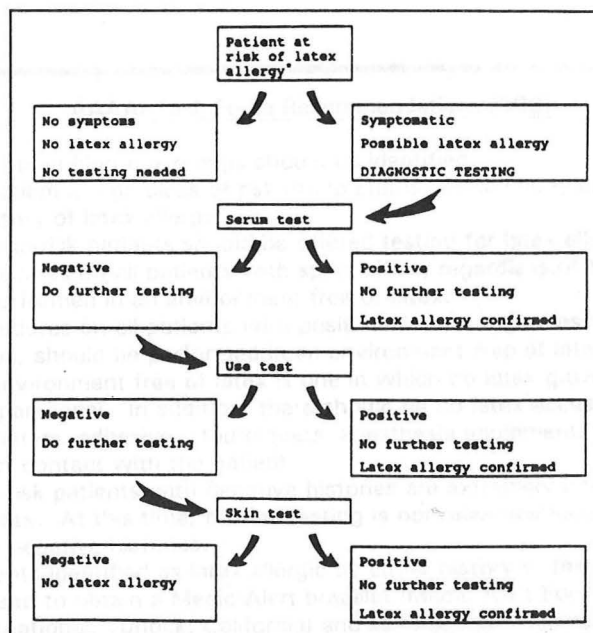 Patient at
risk of latex
allergy*
No symptoms
No latex allergy
No testing needed
Symptomatic
Possible latex allergy
DIAGNOSTIC TESTING
Serum test
Negative
Do further testing
Positive
No further testing
Latex allergy confirmed
Use test
Negative
Do further testing
Positive
No further testing
Latex allergy confirmed
Skin test
Negative
No latex allergy
Positive
No further testing
Latex allergy confirmed